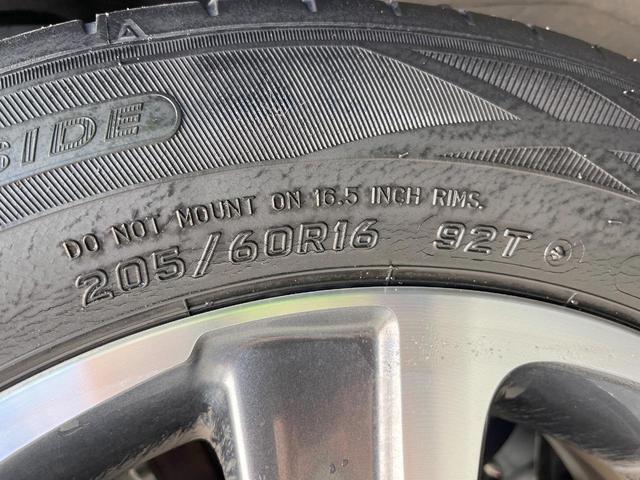 SIDE
DO NOT MOUNT ON 16.5 INCH RIMS.
205/60R16 92T